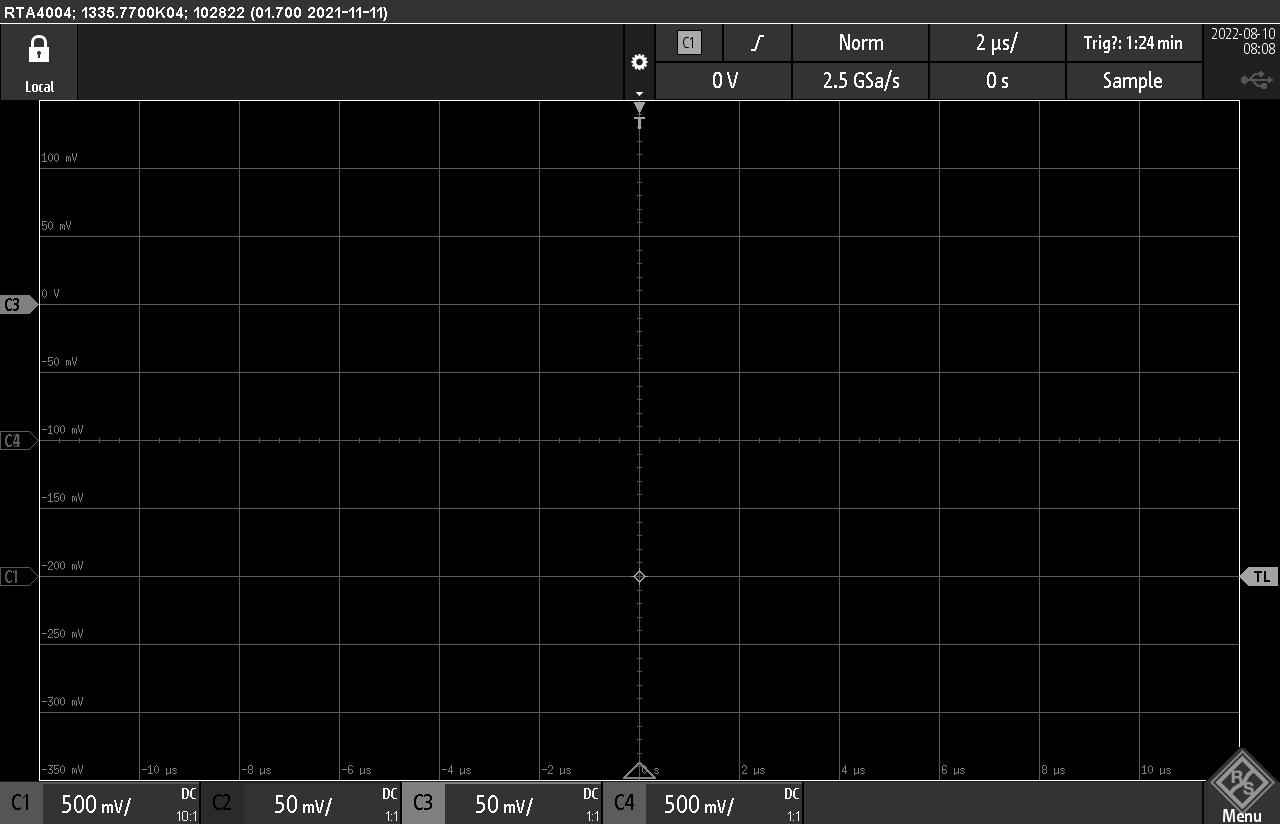 RTA4004; 1335.7700K04; 102822 (01.700 2021-11-11)
Local
C1
Norm
2 µs/
Trig?: 1:24 min
2022-08-10
08:08
0 V
2.5 GSa/s
0 s
Sample
T
100 mV
50 mV
0 V
C3
-50 mV
-100 mV
C4
-150 mV
-200 mV
C1
TL
-250 mV
-300 mV
-350 mV
-10 µs
-8 µs
-6 µs
-4 µs
-2 µs
0 s
2 µs
4 µs
6 µs
8 µs
10 µs
C1
500 mV/
DC
10:1
C2
50 mV/
DC
1:1
C3
50 mV/
DC
1:1
C4
500 mV/
DC
1:1
R
S
Menu